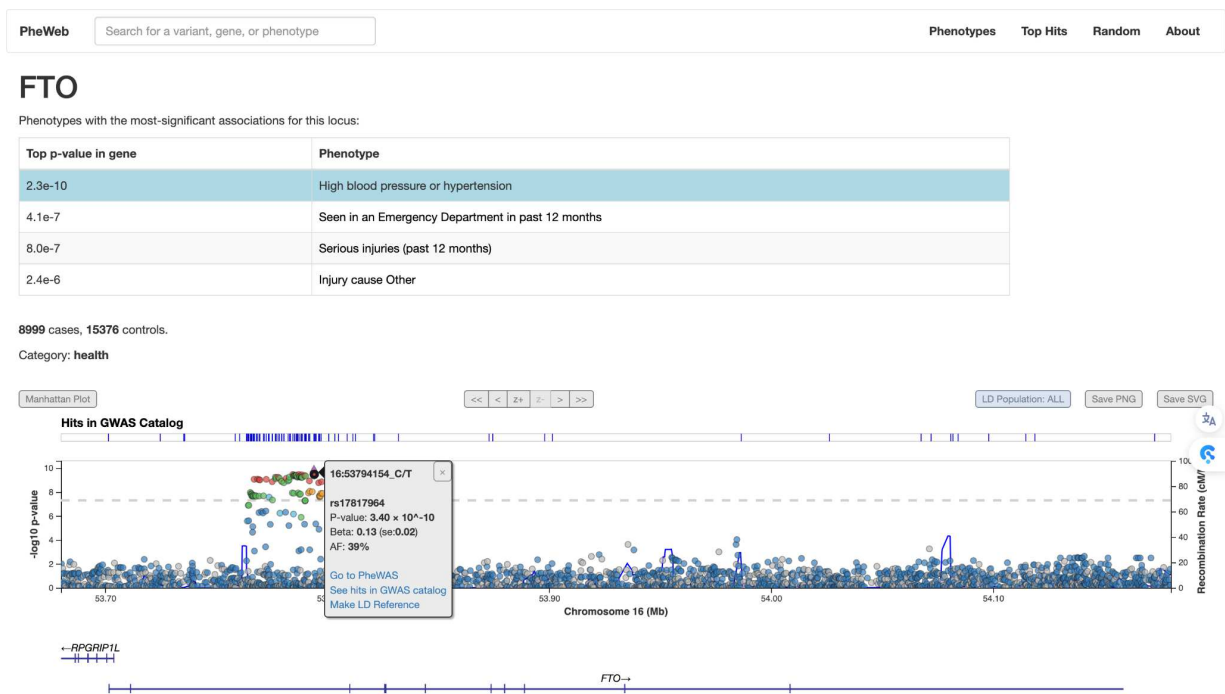 PheWeb
Search for a variant, gene, or phenotype
Phenotypes Top Hits Random About
FTO
Phenotypes with the most-significant associations for this locus:
Top p-value in gene Phenotype
2.3e-10 High blood pressure or hypertension
4.1e-7 Seen in an Emergency Department in past 12 months
8.0e-7 Serious injuries (past 12 months)
2.4e-6 Injury cause Other
8999 cases, 15376 controls.
Category: health
Manhattan Plot << < z+ z- > >> LD Population: ALL Save PNG Save SVG
Hits in GWAS Catalog
-log10 p-value
10
8
6
4
2
0
16:53794154_C/T ×
rs17817964
P-value: 3.40 × 10^-10
Beta: 0.13 (se:0.02)
AF: 39%
Go to PheWAS
See hits in GWAS catalog
Make LD Reference
80
60
40
20
0
Recombination Rate
53.70 53.90 54.00 54.10
Chromosome 16 (Mb)
←RPGRIP1L
FTO→